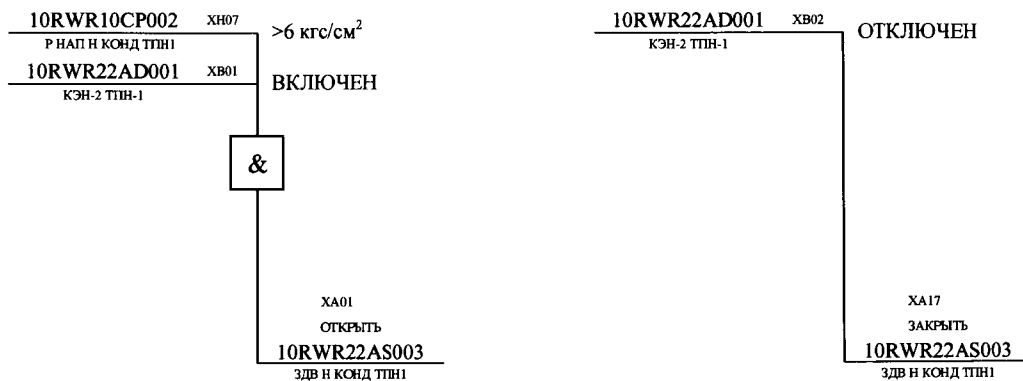 10RWR10CP002 XH07 >6 кгс/см²
Р НАП Н КОНД ТПН1
10RWR22AD001 XB01 ВКЛЮЧЕН
КЭН-2 ТПН-1
&
XA01
ОТКРЫТЬ
10RWR22AS003
ЗДВ Н КОНД ТПН1
10RWR22AD001 XB02 ОТКЛЮЧЕН
КЭН-2 ТПН-1
XA17
ЗАКРЫТЬ
10RWR22AS003
ЗДВ Н КОНД ТПН1